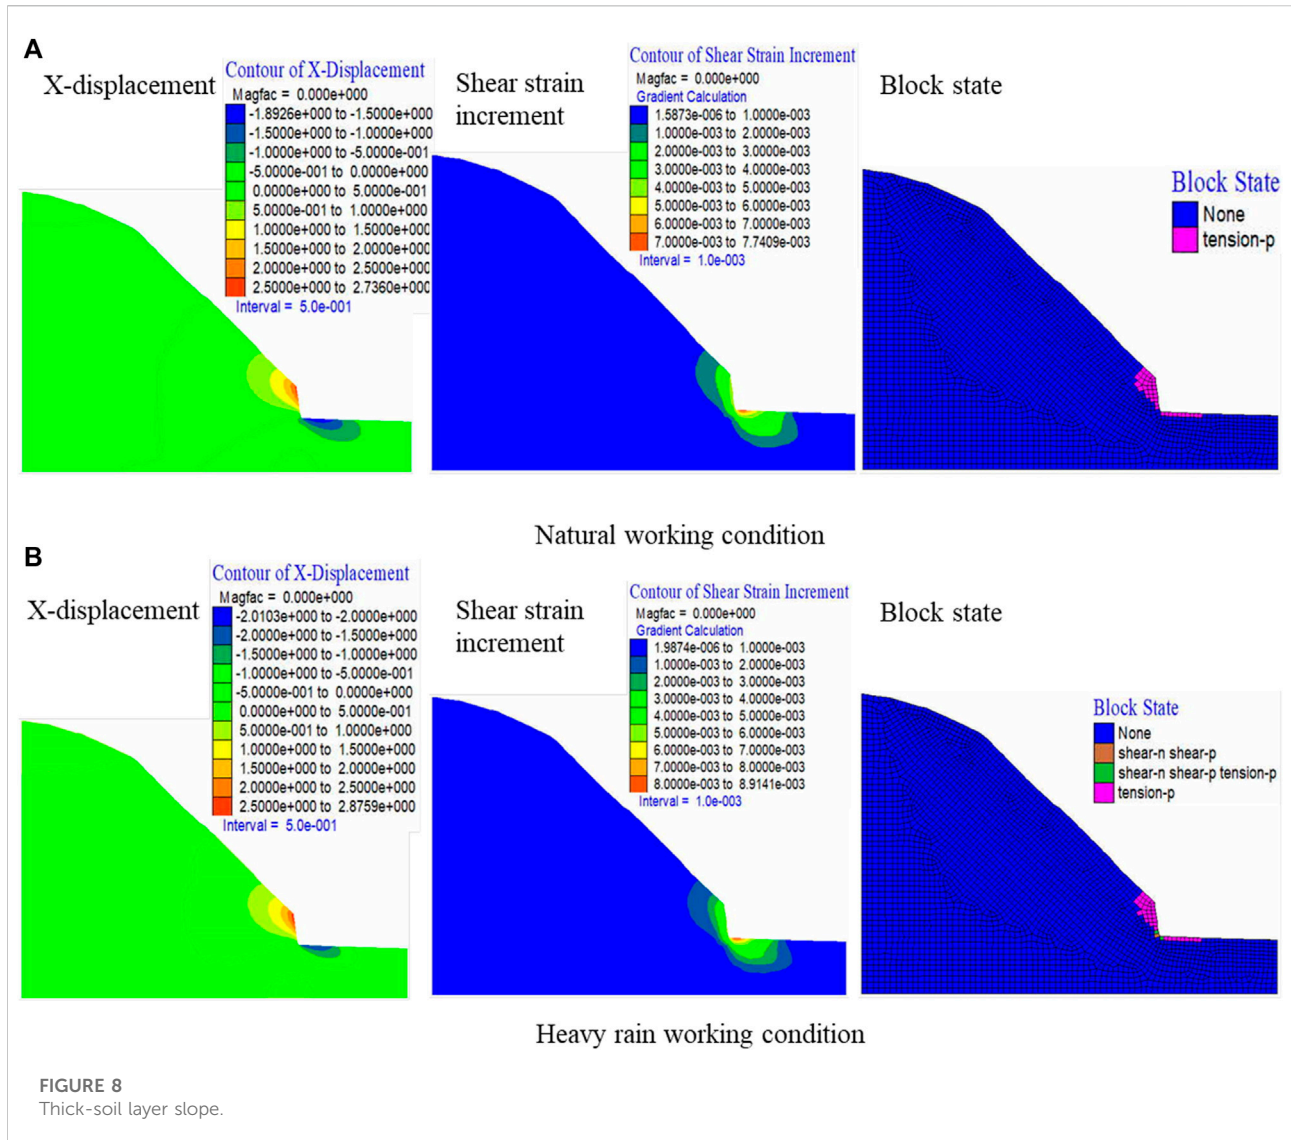 A
X-displacement
Contour of X-Displacement
Magfac = 0.000e+000
-1.8926e+000 to -1.5000e+000
-1.5000e+000 to -1.0000e+000
-1.0000e+000 to -5.0000e-001
-5.0000e-001 to 0.0000e+000
0.0000e+000 to 5.0000e-001
5.0000e-001 to 1.0000e+000
1.0000e+000 to 1.5000e+000
1.5000e+000 to 2.0000e+000
2.0000e+000 to 2.5000e+000
2.5000e+000 to 2.7360e+000
Interval = 5.0e-001
Shear strain
increment
Contour of Shear Strain Increment
Magfac = 0.000e+000
Gradient Calculation
1.5873e-006 to 1.0000e-003
1.0000e-003 to 2.0000e-003
2.0000e-003 to 3.0000e-003
3.0000e-003 to 4.0000e-003
4.0000e-003 to 5.0000e-003
5.0000e-003 to 6.0000e-003
6.0000e-003 to 7.0000e-003
7.0000e-003 to 7.7409e-003
Interval = 1.0e-003
Block state
Block State
None
tension-p
Natural working condition
B
X-displacement
Contour of X-Displacement
Magfac = 0.000e+000
-2.0103e+000 to -2.0000e+000
-2.0000e+000 to -1.5000e+000
-1.5000e+000 to -1.0000e+000
-1.0000e+000 to -5.0000e-001
-5.0000e-001 to 0.0000e+000
0.0000e+000 to 5.0000e-001
5.0000e-001 to 1.0000e+000
1.0000e+000 to 1.5000e+000
1.5000e+000 to 2.0000e+000
2.0000e+000 to 2.5000e+000
2.5000e+000 to 2.8759e+000
Interval = 5.0e-001
Shear strain
increment
Contour of Shear Strain Increment
Magfac = 0.000e+000
Gradient Calculation
1.9874e-006 to 1.0000e-003
1.0000e-003 to 2.0000e-003
2.0000e-003 to 3.0000e-003
3.0000e-003 to 4.0000e-003
4.0000e-003 to 5.0000e-003
5.0000e-003 to 6.0000e-003
6.0000e-003 to 7.0000e-003
7.0000e-003 to 8.0000e-003
8.0000e-003 to 8.9141e-003
Interval = 1.0e-003
Block state
Block State
None
shear-n shear-p
shear-n shear-p tension-p
tension-p
Heavy rain working condition
FIGURE 8
Thick-soil layer slope.